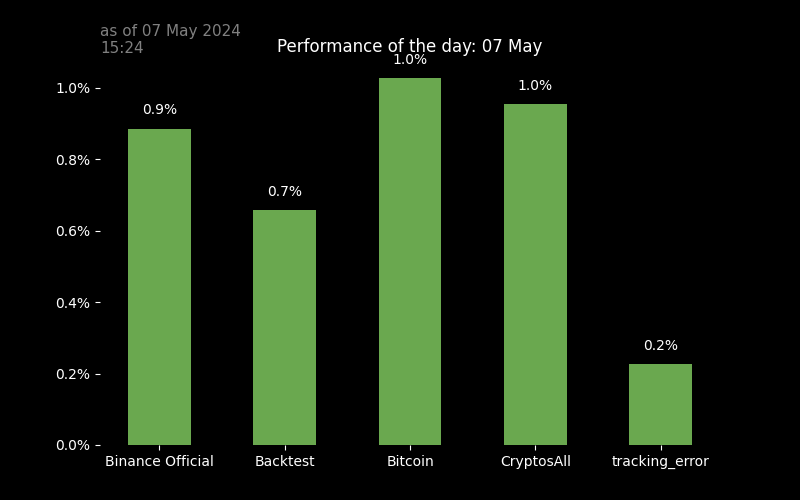 as of 07 May 2024
15:24
Performance of the day: 07 May
1.0%
0.8%
0.6%
0.4%
0.2%
0.0%
0.9%
0.7%
1.0%
1.0%
0.2%
Binance Official
Backtest
Bitcoin
CryptosAll
tracking_error